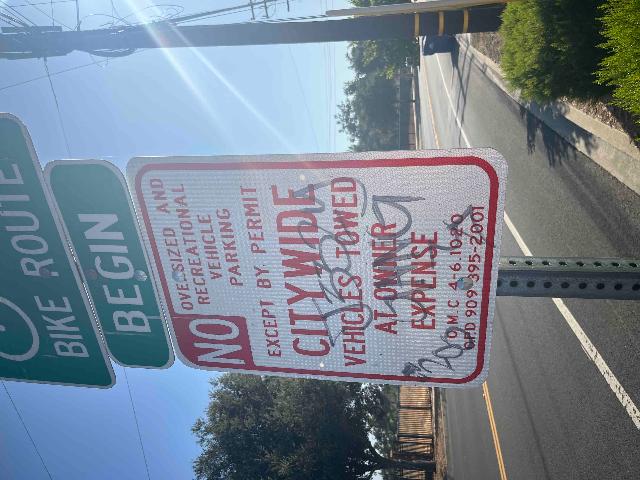 BIKE ROUTE
BEGIN
NO
OVERSIZED AND
RECREATIONAL
VEHICLE
PARKING
EXCEPT BY PERMIT
CITYWIDE
VEHICLES TOWED
AT OWNER
EXPENSE
O M C 4-6.1020
OPD 909-395-2001